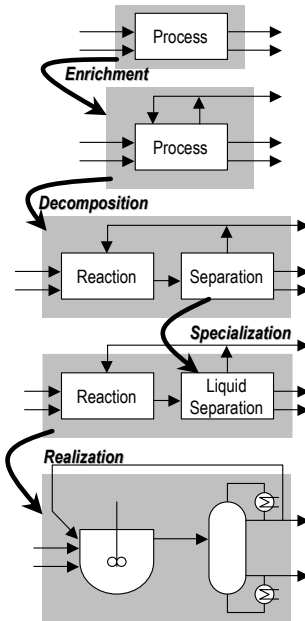 Process
Enrichment
Process
Decomposition
Reaction
Separation
Specialization
Reaction
Liquid
Separation
Realization